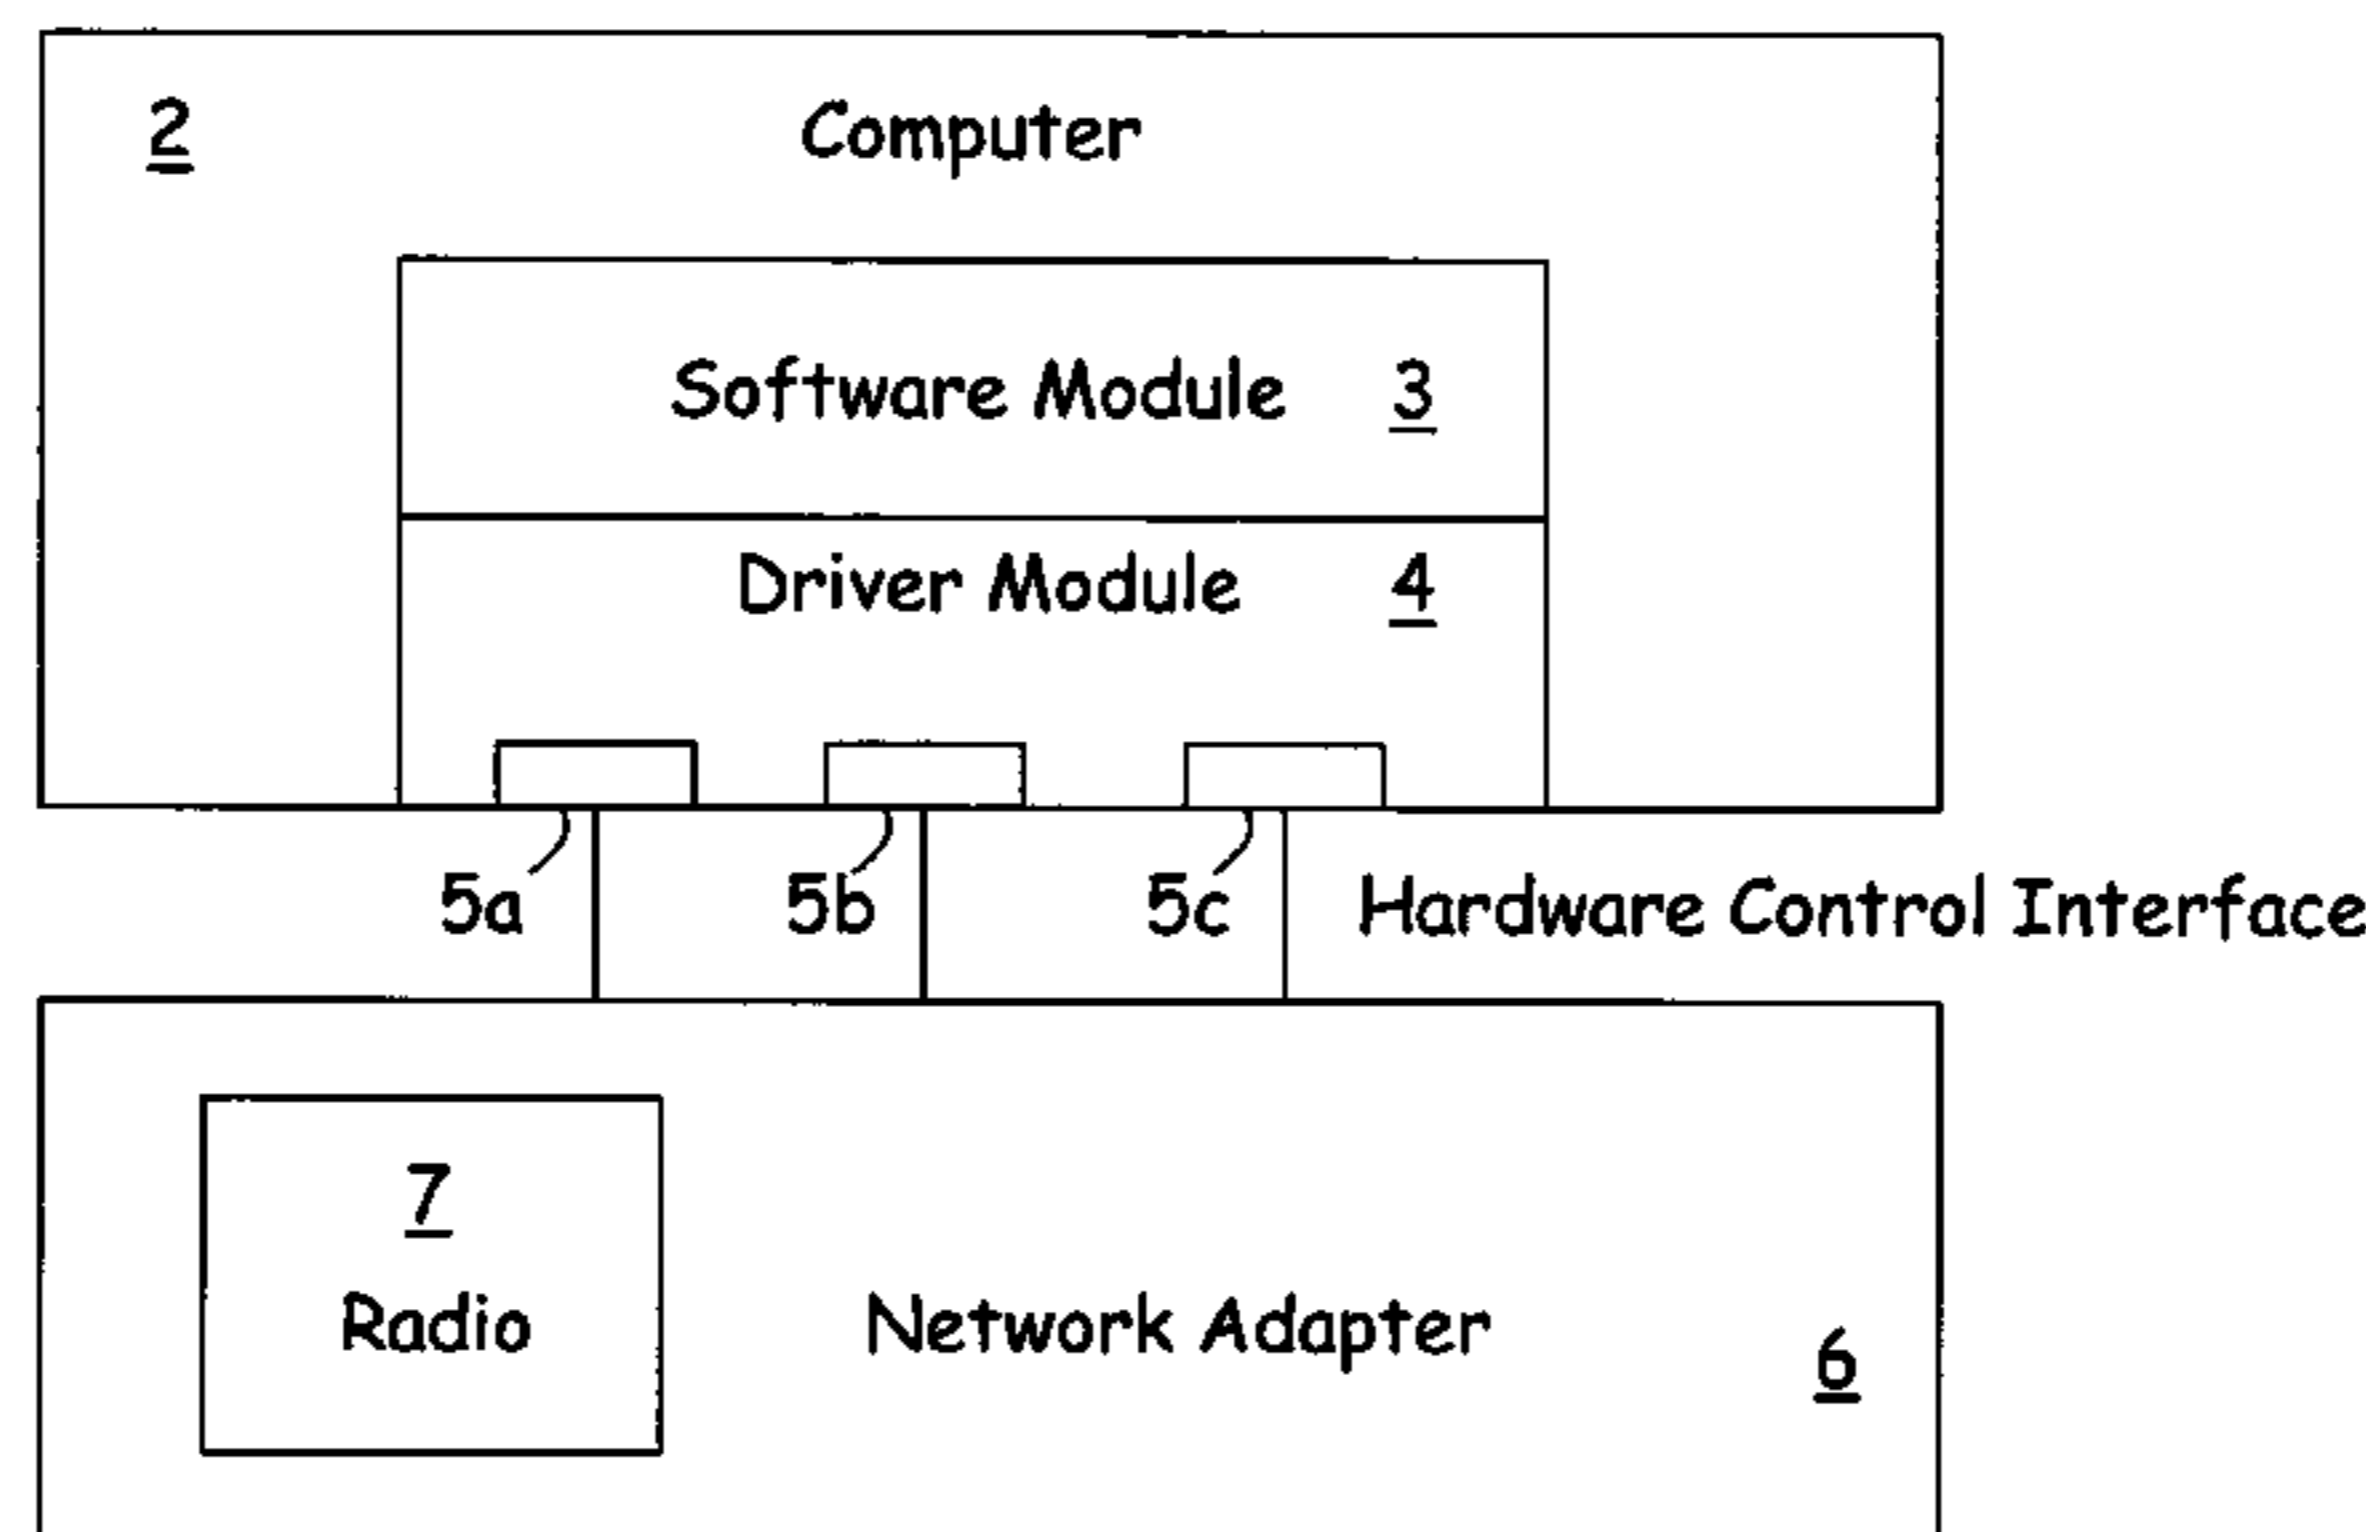 2
Computer
Software Module 3
Driver Module 4
5a 5b 5c Hardware Control Interface
7
Radio
Network Adapter
6